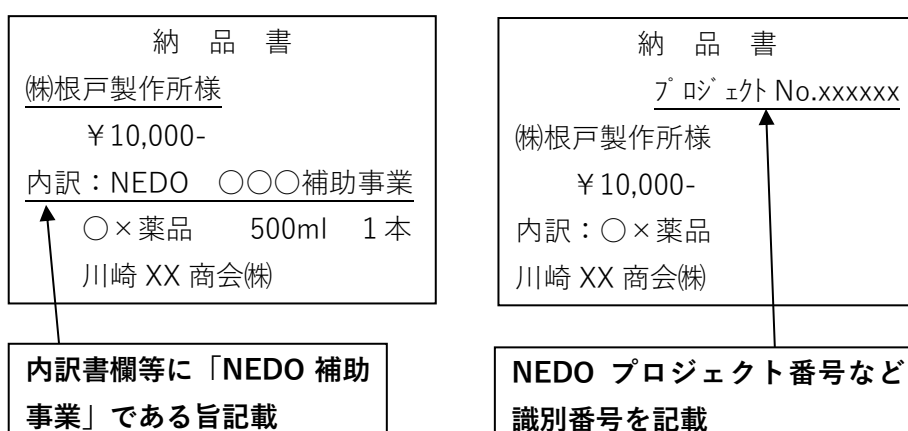 納 品 書
㈱根戸製作所様
￥10,000-
内訳：NEDO ○○○補助事業
○×薬品 500ml 1本
川崎 XX 商会㈱
内訳書欄等に「NEDO 補助
事業」である旨記載
納 品 書
ﾌﾟﾛｼﾞｪｸﾄ No.xxxxxx
㈱根戸製作所様
￥10,000-
内訳：○×薬品
川崎 XX 商会㈱
NEDO プロジェクト番号など
識別番号を記載